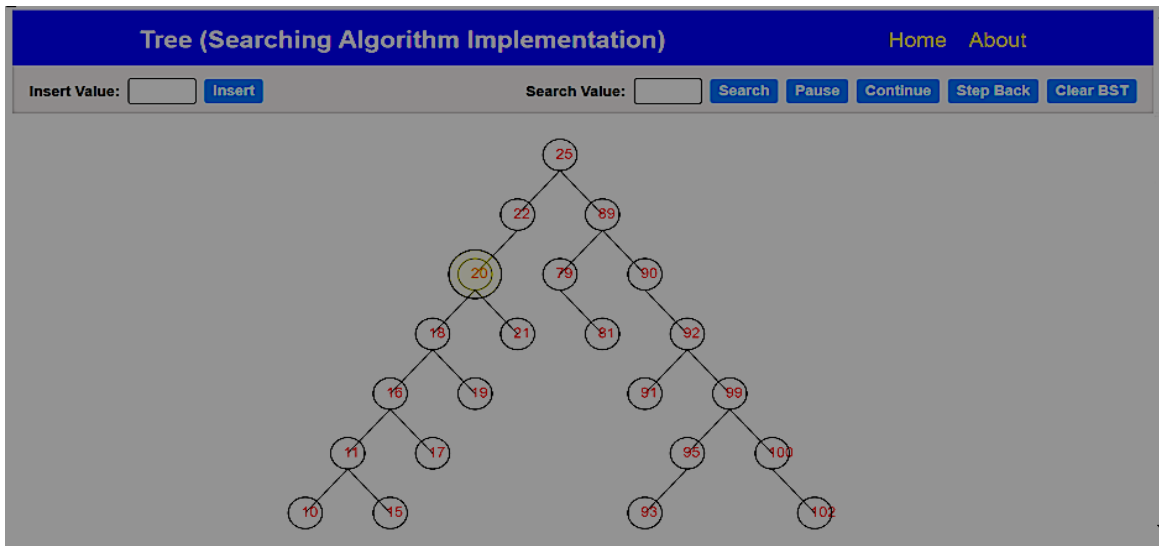 Tree (Searching Algorithm Implementation) Home About
Insert Value: Insert Search Value: Search Pause Continue Step Back Clear BST
25
22 89
20 79 90
18 21 81 92
16 19 91 99
11 17 95 100
10 15 93 102